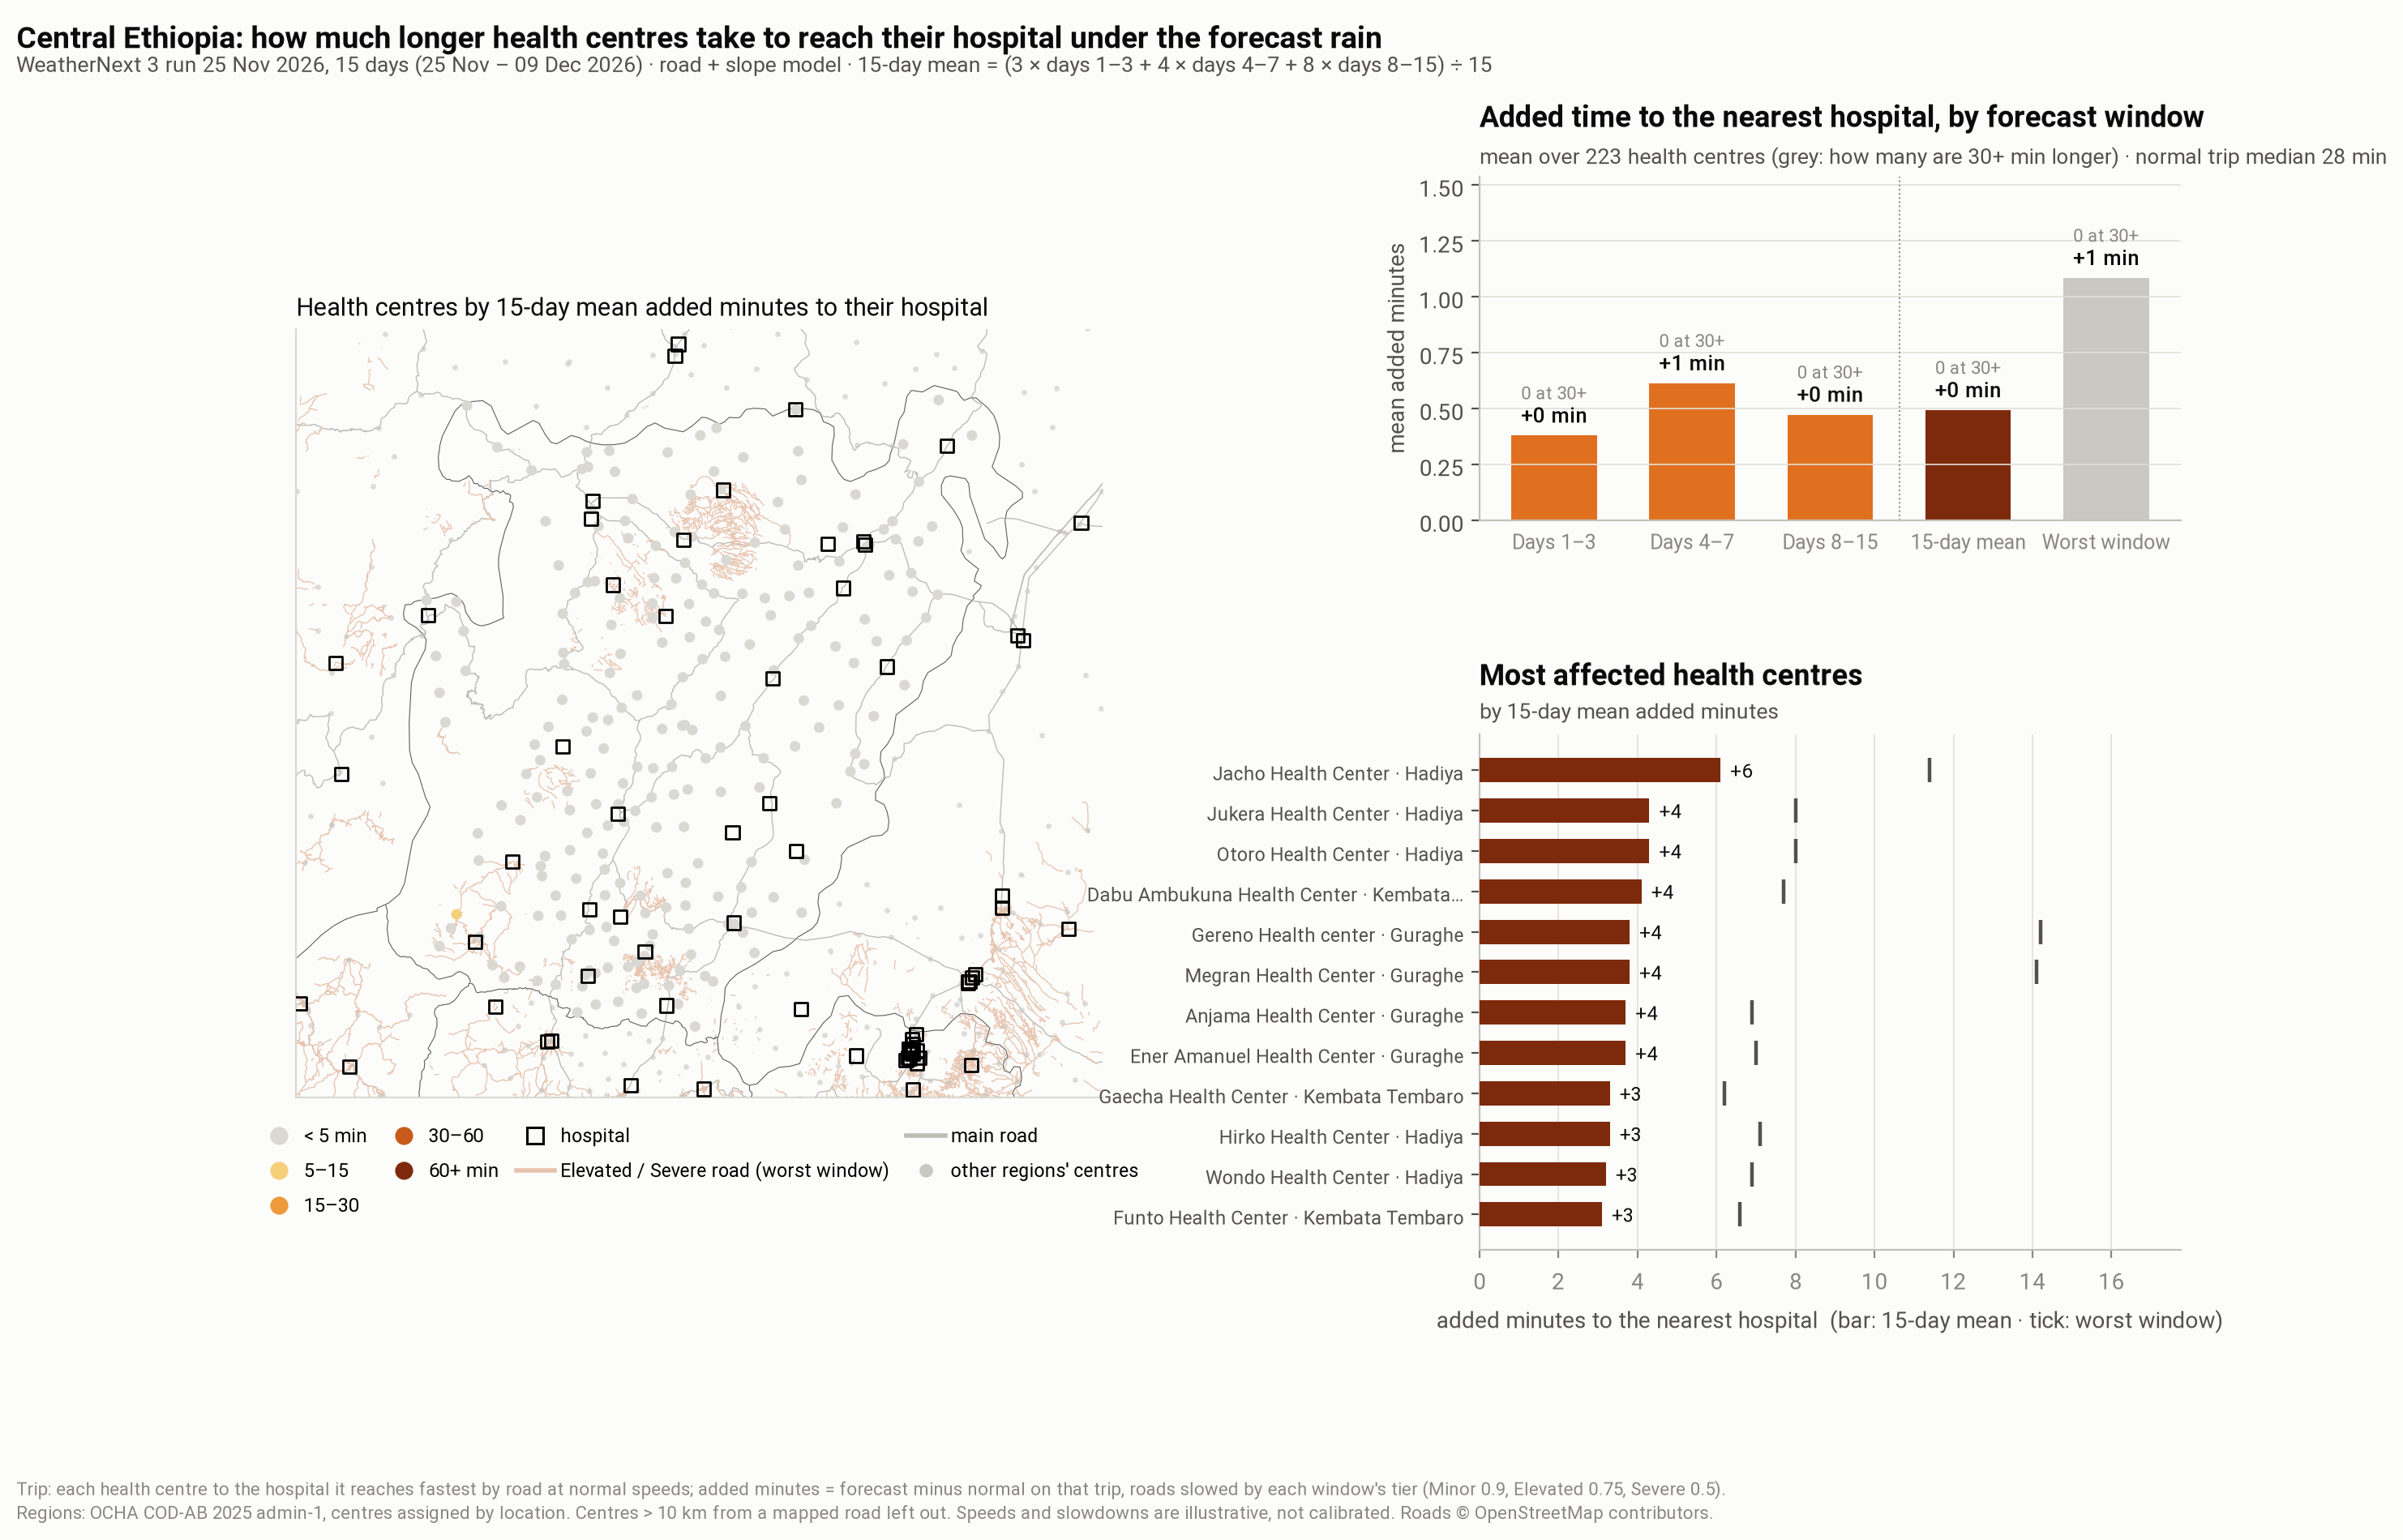 Central Ethiopia: how much longer health centres take to reach their hospital under the forecast rain
WeatherNext 3 run 25 Nov 2026, 15 days (25 Nov – 09 Dec 2026) · road + slope model · 15-day mean = (3 × days 1–3 + 4 × days 4–7 + 8 × days 8–15) ÷ 15
Health centres by 15-day mean added minutes to their hospital
< 5 min
5–15
15–30
30–60
60+ min
hospital
Elevated / Severe road (worst window)
main road
other regions' centres
Added time to the nearest hospital, by forecast window
mean over 223 health centres (grey: how many are 30+ min longer) · normal trip median 28 min
mean added minutes
1.50
1.25
1.00
0.75
0.50
0.25
0.00
0 at 30+
+0 min
0 at 30+
+1 min
0 at 30+
+0 min
0 at 30+
+0 min
0 at 30+
+1 min
Days 1–3
Days 4–7
Days 8–15
15-day mean
Worst window
Most affected health centres
by 15-day mean added minutes
Jacho Health Center · Hadiya +6
Jukera Health Center · Hadiya +4
Otoro Health Center · Hadiya +4
Dabu Ambukuna Health Center · Kembata... +4
Gereno Health center · Guraghe +4
Megran Health Center · Guraghe +4
Anjama Health Center · Guraghe +4
Ener Amanuel Health Center · Guraghe +4
Gaecha Health Center · Kembata Tembaro +3
Hirko Health Center · Hadiya +3
Wondo Health Center · Hadiya +3
Funto Health Center · Kembata Tembaro +3
0 2 4 6 8 10 12 14 16
added minutes to the nearest hospital (bar: 15-day mean · tick: worst window)
Trip: each health centre to the hospital it reaches fastest by road at normal speeds; added minutes = forecast minus normal on that trip, roads slowed by each window's tier (Minor 0.9, Elevated 0.75, Severe 0.5).
Regions: OCHA COD-AB 2025 admin-1, centres assigned by location. Centres > 10 km from a mapped road left out. Speeds and slowdowns are illustrative, not calibrated. Roads © OpenStreetMap contributors.